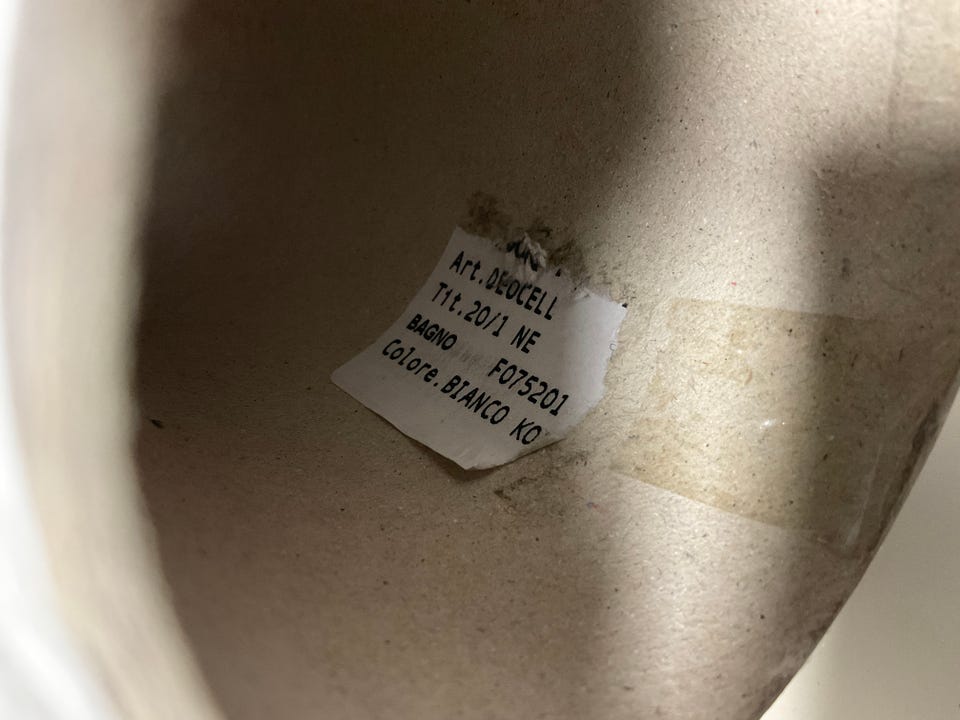 Art.DEOCELL
Tit.20/1 NE
BAGNO F075201
Colore.BIANCO KO